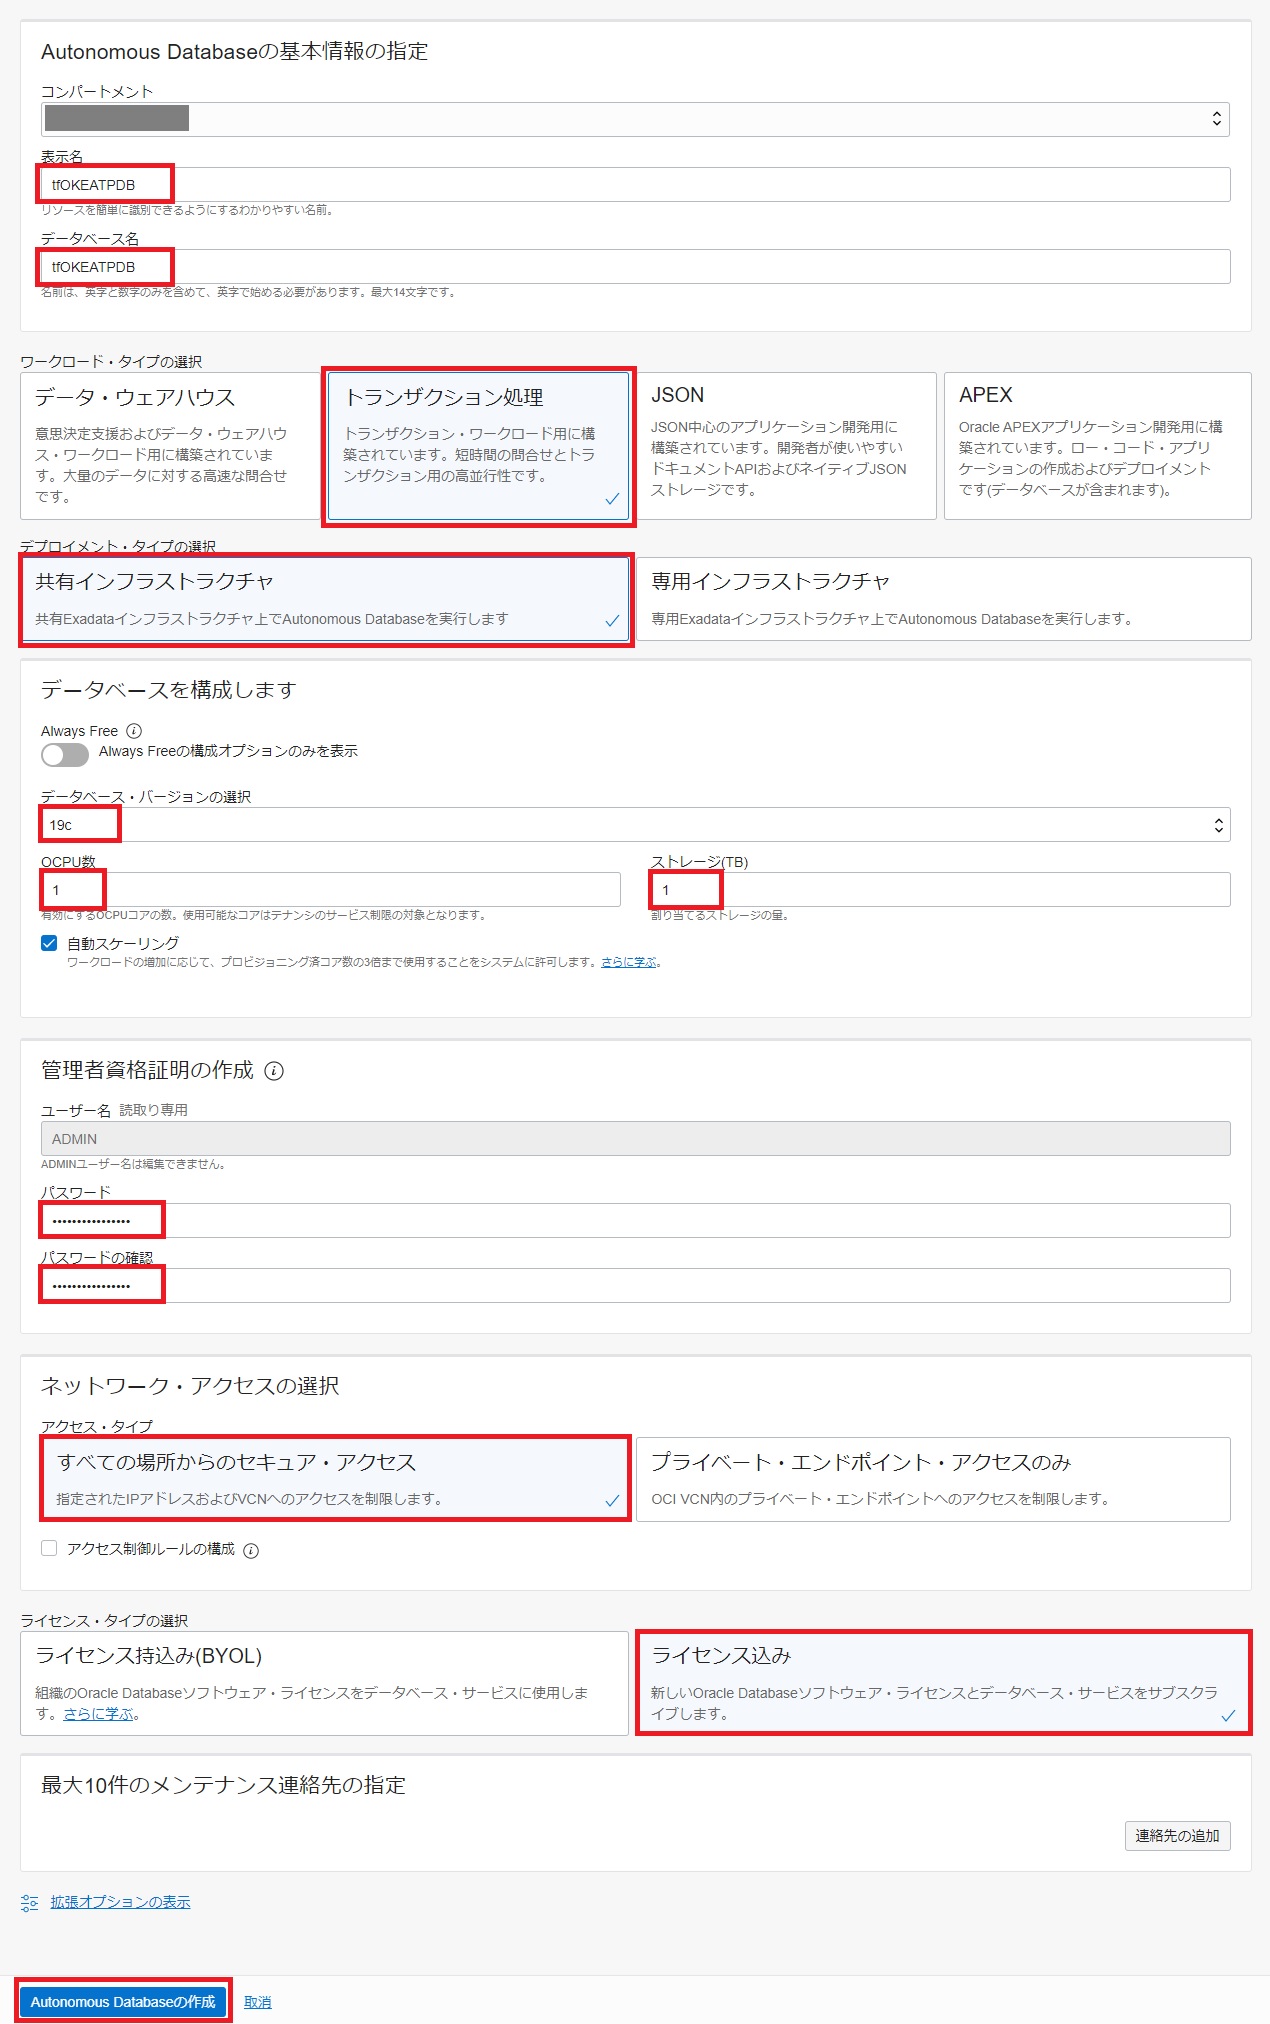 Autonomous Databaseの基本情報の指定
コンパートメント
表示名
tfOKEATPDB
リソースを簡単に識別できるようにするわかりやすい名前。
データベース名
tfOKEATPDB
名前は、英字と数字のみを含めて、英字で始める必要があります。最大14文字です。
ワークロード・タイプの選択
データ・ウェアハウス
意思決定支援およびデータ・ウェアハウ
ス・ワークロード用に構築されていま
す。大量のデータに対する高速な問合せ
です。
トランザクション処理
トランザクション・ワークロード用に構
築されています。短時間の問合せとトラ
ンザクション用の高並行性です。
JSON
JSON中心のアプリケーション開発用に
構築されています。開発者が使いやすい
ドキュメントAPIおよびネイティブJSON
ストレージです。
APEX
Oracle APEXアプリケーション開発用に
構築されています。ロー・コード・アプリ
ケーションの作成およびデプロイメント
です(データベースが含まれます)。
デプロイメント・タイプの選択
共有インフラストラクチャ
共有Exadataインフラストラクチャ上でAutonomous Databaseを実行します
専用インフラストラクチャ
専用Exadataインフラストラクチャ上でAutonomous Databaseを実行します。
データベースを構成します
Always Free
Always Freeの構成オプションのみを表示
データベース・バージョンの選択
19c
OCPU数
1
有効にするOCPUコアの数。使用可能なコアはテナンシのサービス制限の対象となります。
ストレージ(TB)
1
割り当てるストレージの量。
自動スケーリング
ワークロードの増加に応じて、プロビジョニング済コア数の3倍まで使用することをシステムに許可します。さらに学ぶ。
管理者資格証明の作成
ユーザー名 読取り専用
ADMIN
ADMINユーザー名は編集できません。
パスワード
••••••••••••••••
パスワードの確認
••••••••••••••••
ネットワーク・アクセスの選択
アクセス・タイプ
すべての場所からのセキュア・アクセス
指定されたIPアドレスおよびVCNへのアクセスを制限します。
プライベート・エンドポイント・アクセスのみ
OCI VCN内のプライベート・エンドポイントへのアクセスを制限します。
アクセス制御ルールの構成
ライセンス・タイプの選択
ライセンス持込み(BYOL)
組織のOracle Databaseソフトウェア・ライセンスをデータベース・サービスに使用しま
す。さらに学ぶ。
ライセンス込み
新しいOracle Databaseソフトウェア・ライセンスとデータベース・サービスをサブスクラ
イブします。
最大10件のメンテナンス連絡先の指定
連絡先の追加
拡張オプションの表示
Autonomous Databaseの作成
取消